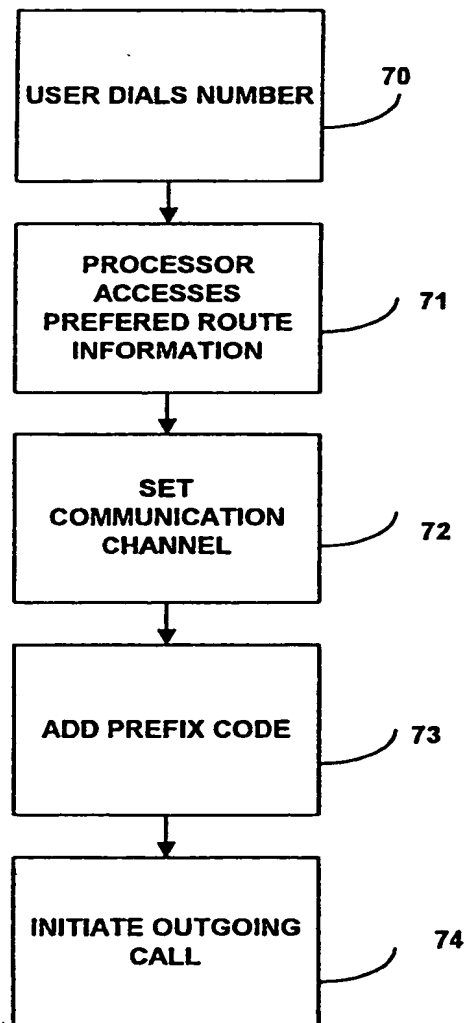 USER DIALS NUMBER
70
PROCESSOR
ACCESSES
PREFERED ROUTE
INFORMATION
71
SET
COMMUNICATION
CHANNEL
72
ADD PREFIX CODE
73
INITIATE OUTGOING
CALL
74